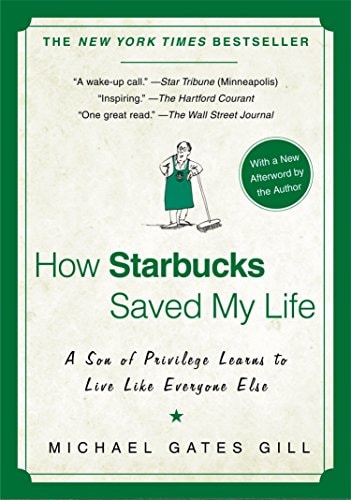 THE NEW YORK TIMES BESTSELLER
"A wake-up call." —Star Tribune (Minneapolis)
"Inspiring." —The Hartford Courant
"One great read." —The Wall Street Journal
With a New
Afterword by
the Author
How Starbucks
Saved My Life
A Son of Privilege Learns to
Live Like Everyone Else
MICHAEL GATES GILL